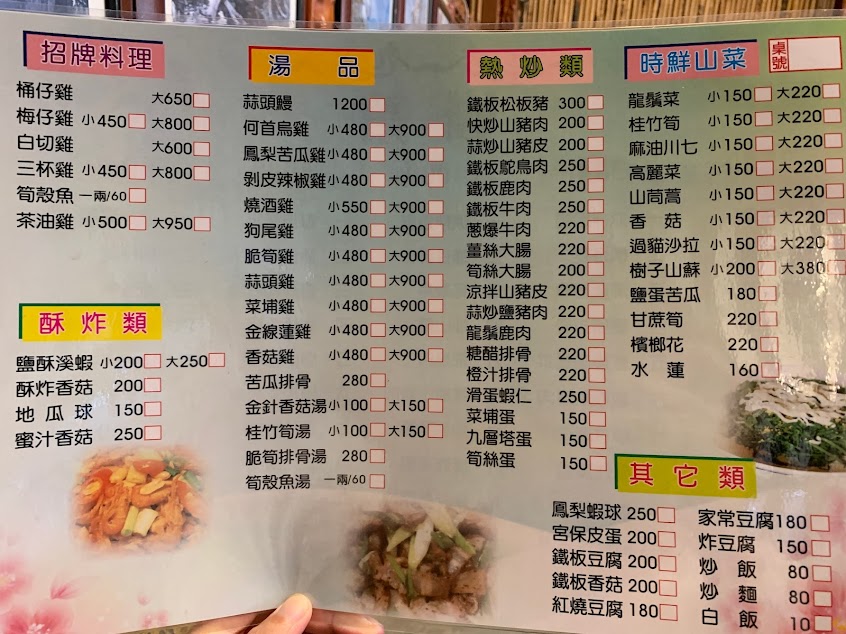 招牌料理
桶仔雞 大650
梅仔雞 小450 大800
白切雞 大600
三杯雞 小450 大800
筍殼魚 一兩/60
茶油雞 小500 大950
酥炸類
鹽酥溪蝦 小200 大250
酥炸香菇 200
地瓜球 150
蜜汁香菇 250
湯品
蒜頭鰻 1200
何首烏雞 小480 大900
鳳梨苦瓜雞 小480 大900
剝皮辣椒雞 小480 大900
燒酒雞 小550 大900
狗尾雞 小480 大900
脆筍雞 小480 大900
蒜頭雞 小480 大900
菜埔雞 小480 大900
金線蓮雞 小480 大900
香菇雞 小480 大900
苦瓜排骨 280
金針香菇湯 小100 大150
桂竹筍湯 小100 大150
脆筍排骨湯 280
筍殼魚湯 一兩/60
熱炒類
鐵板松板豬 300
快炒山豬肉 200
蒜炒山豬皮 220
鐵板鴕鳥肉 250
鐵板鹿肉 250
鐵板牛肉 250
蔥爆牛肉 220
薑絲大腸 220
筍絲大腸 200
涼拌山豬皮 220
蒜炒鹽豬肉 220
龍鬚鹿肉 220
糖醋排骨 220
橙汁排骨 220
滑蛋蝦仁 250
菜埔蛋 150
九層塔蛋 150
筍絲蛋 150
時鮮山菜
桌號
龍鬚菜 小150 大220
桂竹筍 小150 大220
麻油川七 小150 大220
高麗菜 小150 大220
山茼蒿 小150 大220
香菇 小150 大220
過貓沙拉 小150 大220
樹子山蘇 小200 大380
鹽蛋苦瓜 180
甘蔗筍 220
檳榔花 220
水蓮 160
其它類
鳳梨蝦球 250
宮保皮蛋 200
鐵板豆腐 200
鐵板香菇 200
紅燒豆腐 180
家常豆腐 180
炸豆腐 150
炒飯 80
炒麵 80
白飯 10